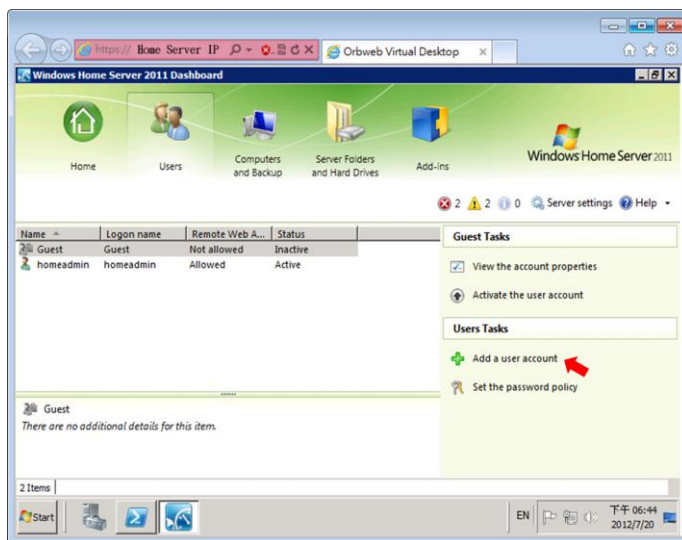 https:// Home Server IP
Orbweb Virtual Desktop
Windows Home Server 2011 Dashboard
Home
Users
Computers
and Backup
Server Folders
and Hard Drives
Add-Ins
Windows Home Server 2011
2 2 0 Server settings Help
Name Logon name Remote Web A... Status
Guest Guest Not allowed Inactive
homeadmin homeadmin Allowed Active
Guest Tasks
View the account properties
Activate the user account
Users Tasks
Add a user account
Set the password policy
Guest
There are no additional details for this item.
2 Items
Start
EN
下午 06:44
2012/7/20